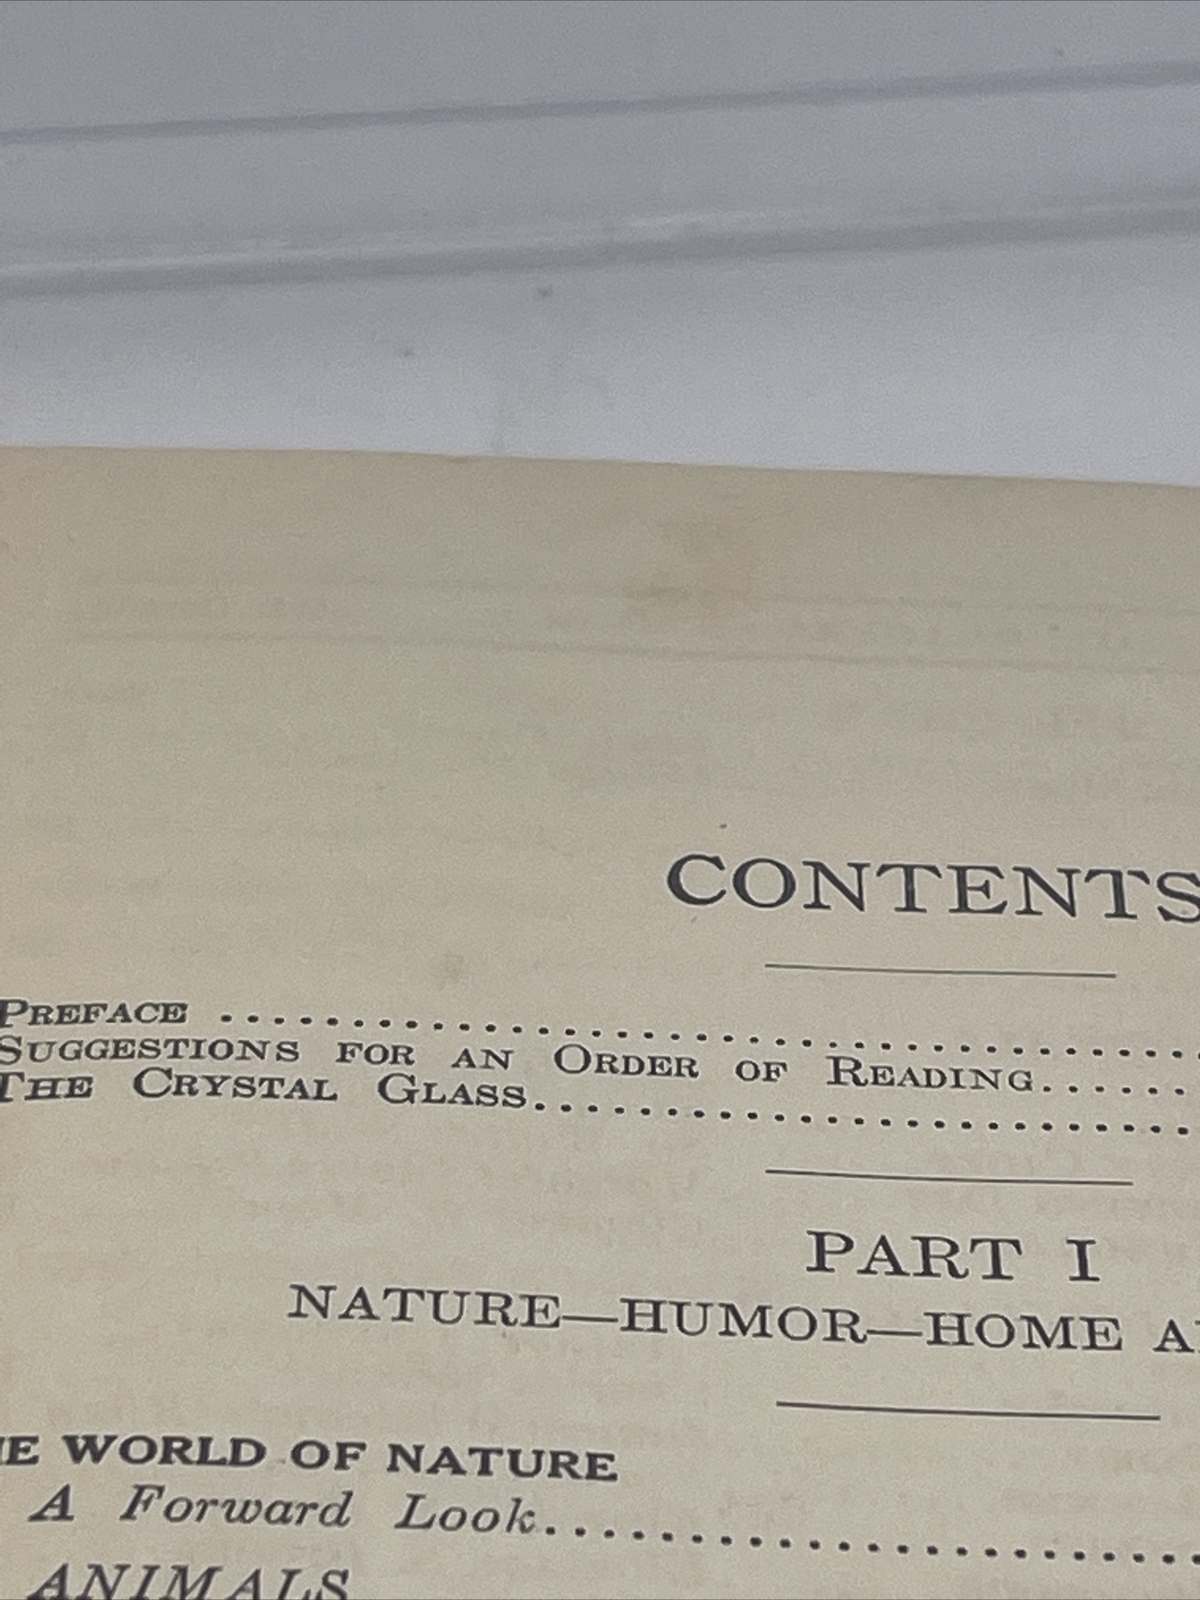 CONTENTS
PREFACE ........................................
SUGGESTIONS FOR AN ORDER OF READING......
THE CRYSTAL GLASS.........................
PART I
NATURE—HUMOR—HOME
WORLD OF NATURE
A Forward Look.........................
ANIMALS